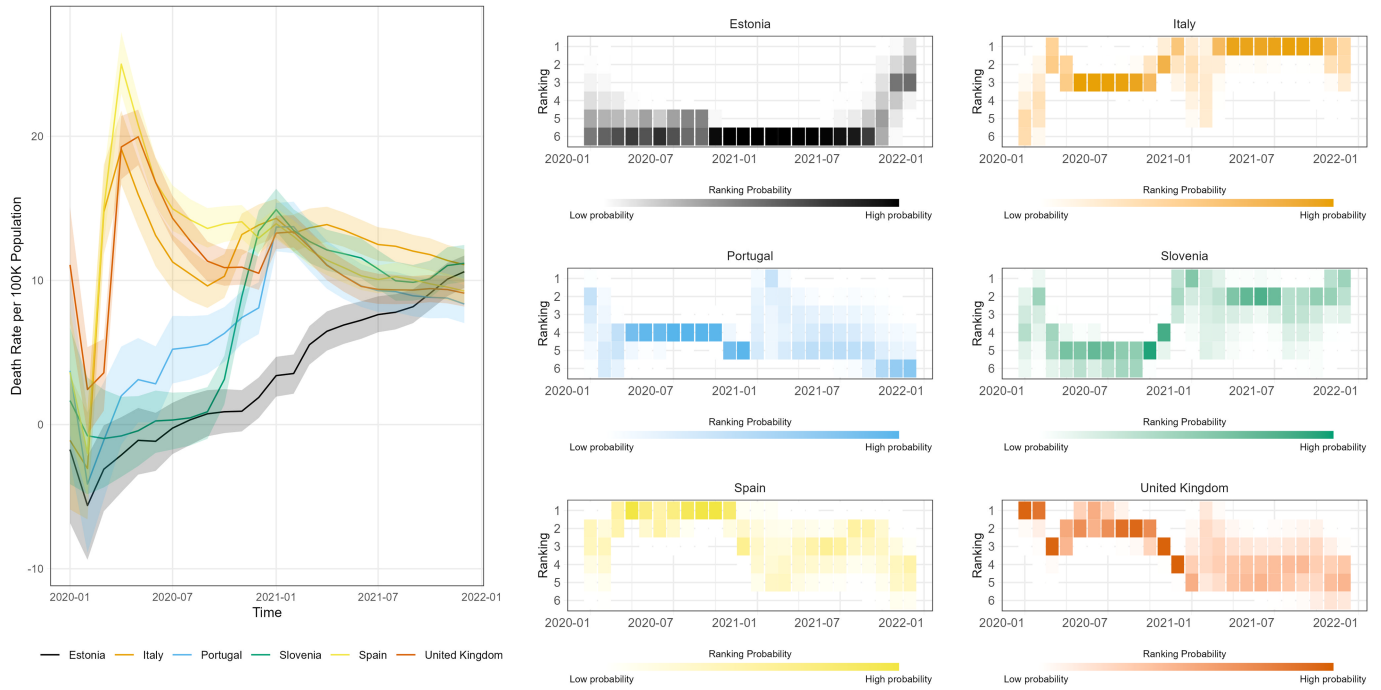 Death Rate per 100K Population
20
10
0
-10
2020-01
2020-07
2021-01
2021-07
2022-01
Time
Estonia
Italy
Portugal
Slovenia
Spain
United Kingdom
Estonia
Ranking
1
2
3
4
5
6
2020-01
2020-07
2021-01
2021-07
2022-01
Ranking Probability
Low probability
High probability
Italy
Ranking
1
2
3
4
5
6
2020-01
2020-07
2021-01
2021-07
2022-01
Ranking Probability
Low probability
High probability
Portugal
Ranking
1
2
3
4
5
6
2020-01
2020-07
2021-01
2021-07
2022-01
Ranking Probability
Low probability
High probability
Slovenia
Ranking
1
2
3
4
5
6
2020-01
2020-07
2021-01
2021-07
2022-01
Ranking Probability
Low probability
High probability
Spain
Ranking
1
2
3
4
5
6
2020-01
2020-07
2021-01
2021-07
2022-01
Ranking Probability
Low probability
High probability
United Kingdom
Ranking
1
2
3
4
5
6
2020-01
2020-07
2021-01
2021-07
2022-01
Ranking Probability
Low probability
High probability